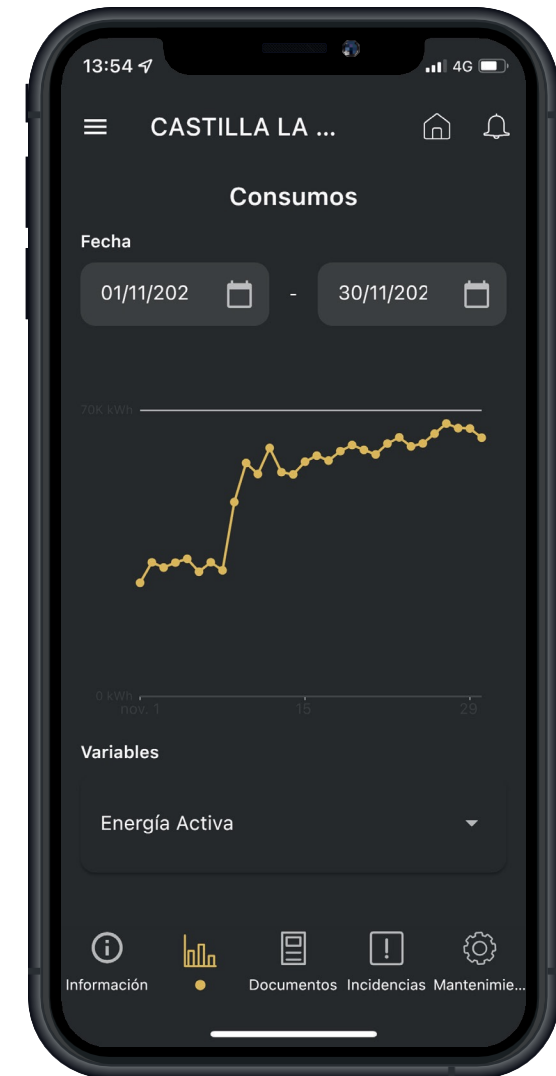 13:54
4G
CASTILLA LA ...
Consumos
Fecha
01/11/202
-
30/11/202
70K kWh
0 kWh
nov. 1
15
29
Variables
Energía Activa
Información
Documentos
Incidencias
Mantenimie...